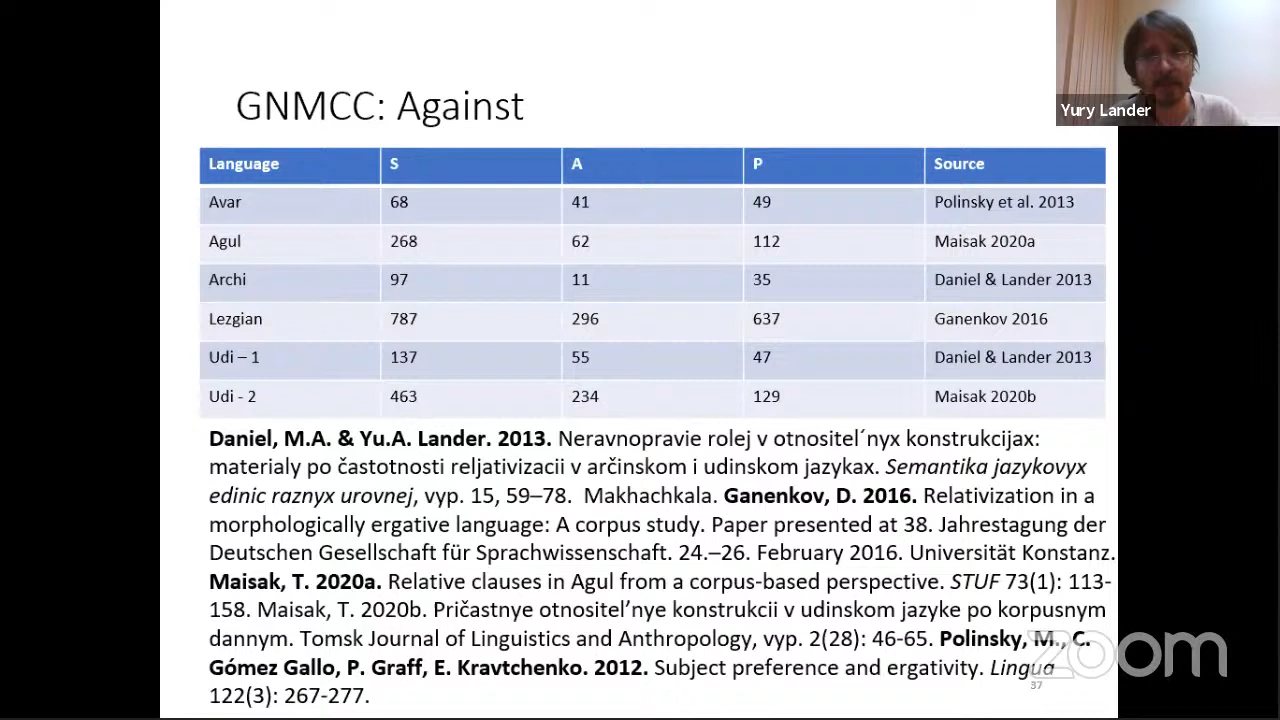 GNMCC: Against
Yury Lander
Language S A P Source
Avar 68 41 49 Polinsky et al. 2013
Agul 268 62 112 Maisak 2020a
Archi 97 11 35 Daniel & Lander 2013
Lezgian 787 296 637 Ganenkov 2016
Udi – 1 137 55 47 Daniel & Lander 2013
Udi - 2 463 234 129 Maisak 2020b
Daniel, M.A. & Yu.A. Lander. 2013. Neravnopravie rolej v otnositel´nyx konstrukcijax:
materialy po častotnosti reljativizacii v arčinskom i udinskom jazykax. Semantika jazykovyx
edinic raznyx urovnej, vyp. 15, 59–78. Makhachkala. Ganenkov, D. 2016. Relativization in a
morphologically ergative language: A corpus study. Paper presented at 38. Jahrestagung der
Deutschen Gesellschaft für Sprachwissenschaft. 24.–26. February 2016. Universität Konstanz.
Maisak, T. 2020a. Relative clauses in Agul from a corpus-based perspective. STUF 73(1): 113-
158. Maisak, T. 2020b. Pričastnye otnositel’nye konstrukcii v udinskom jazyke po korpusnym
dannym. Tomsk Journal of Linguistics and Anthropology, vyp. 2(28): 46-65. Polinsky, M., C.
Gómez Gallo, P. Graff, E. Kravtchenko. 2012. Subject preference and ergativity. Lingua
122(3): 267-277.
37
zoom